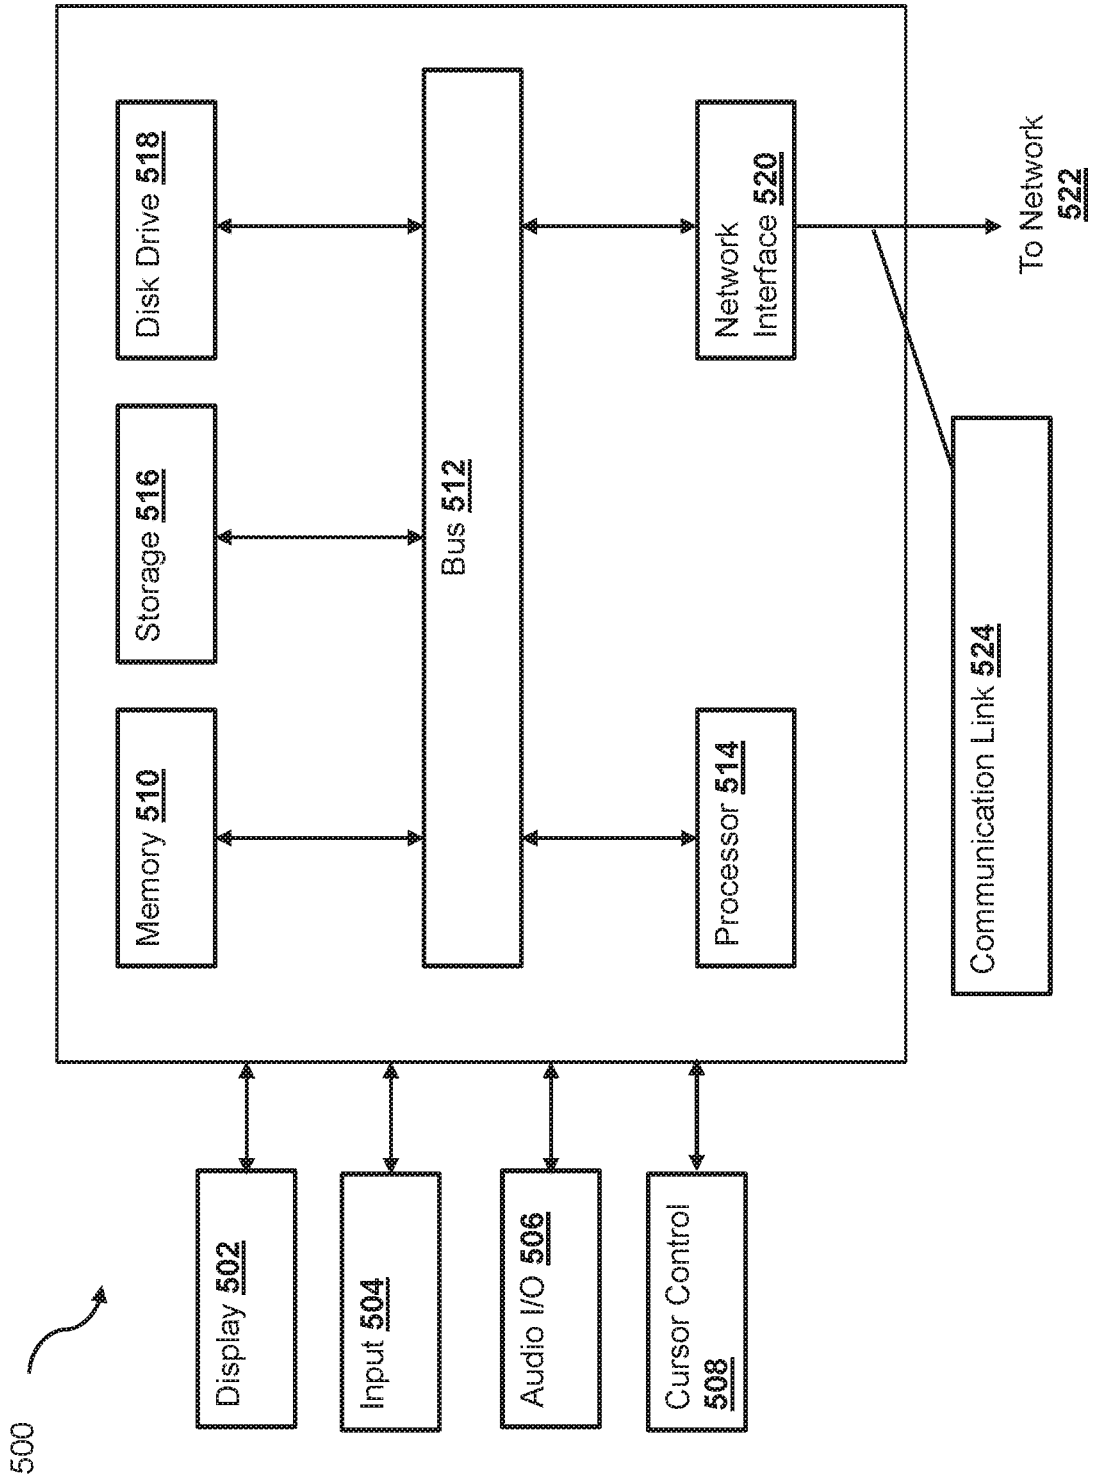 500
Display 502
Input 504
Audio I/O 506
Cursor Control
508
Memory 510
Storage 516
Disk Drive 518
Bus 512
Processor 514
Network
Interface 520
Communication Link 524
To Network
522